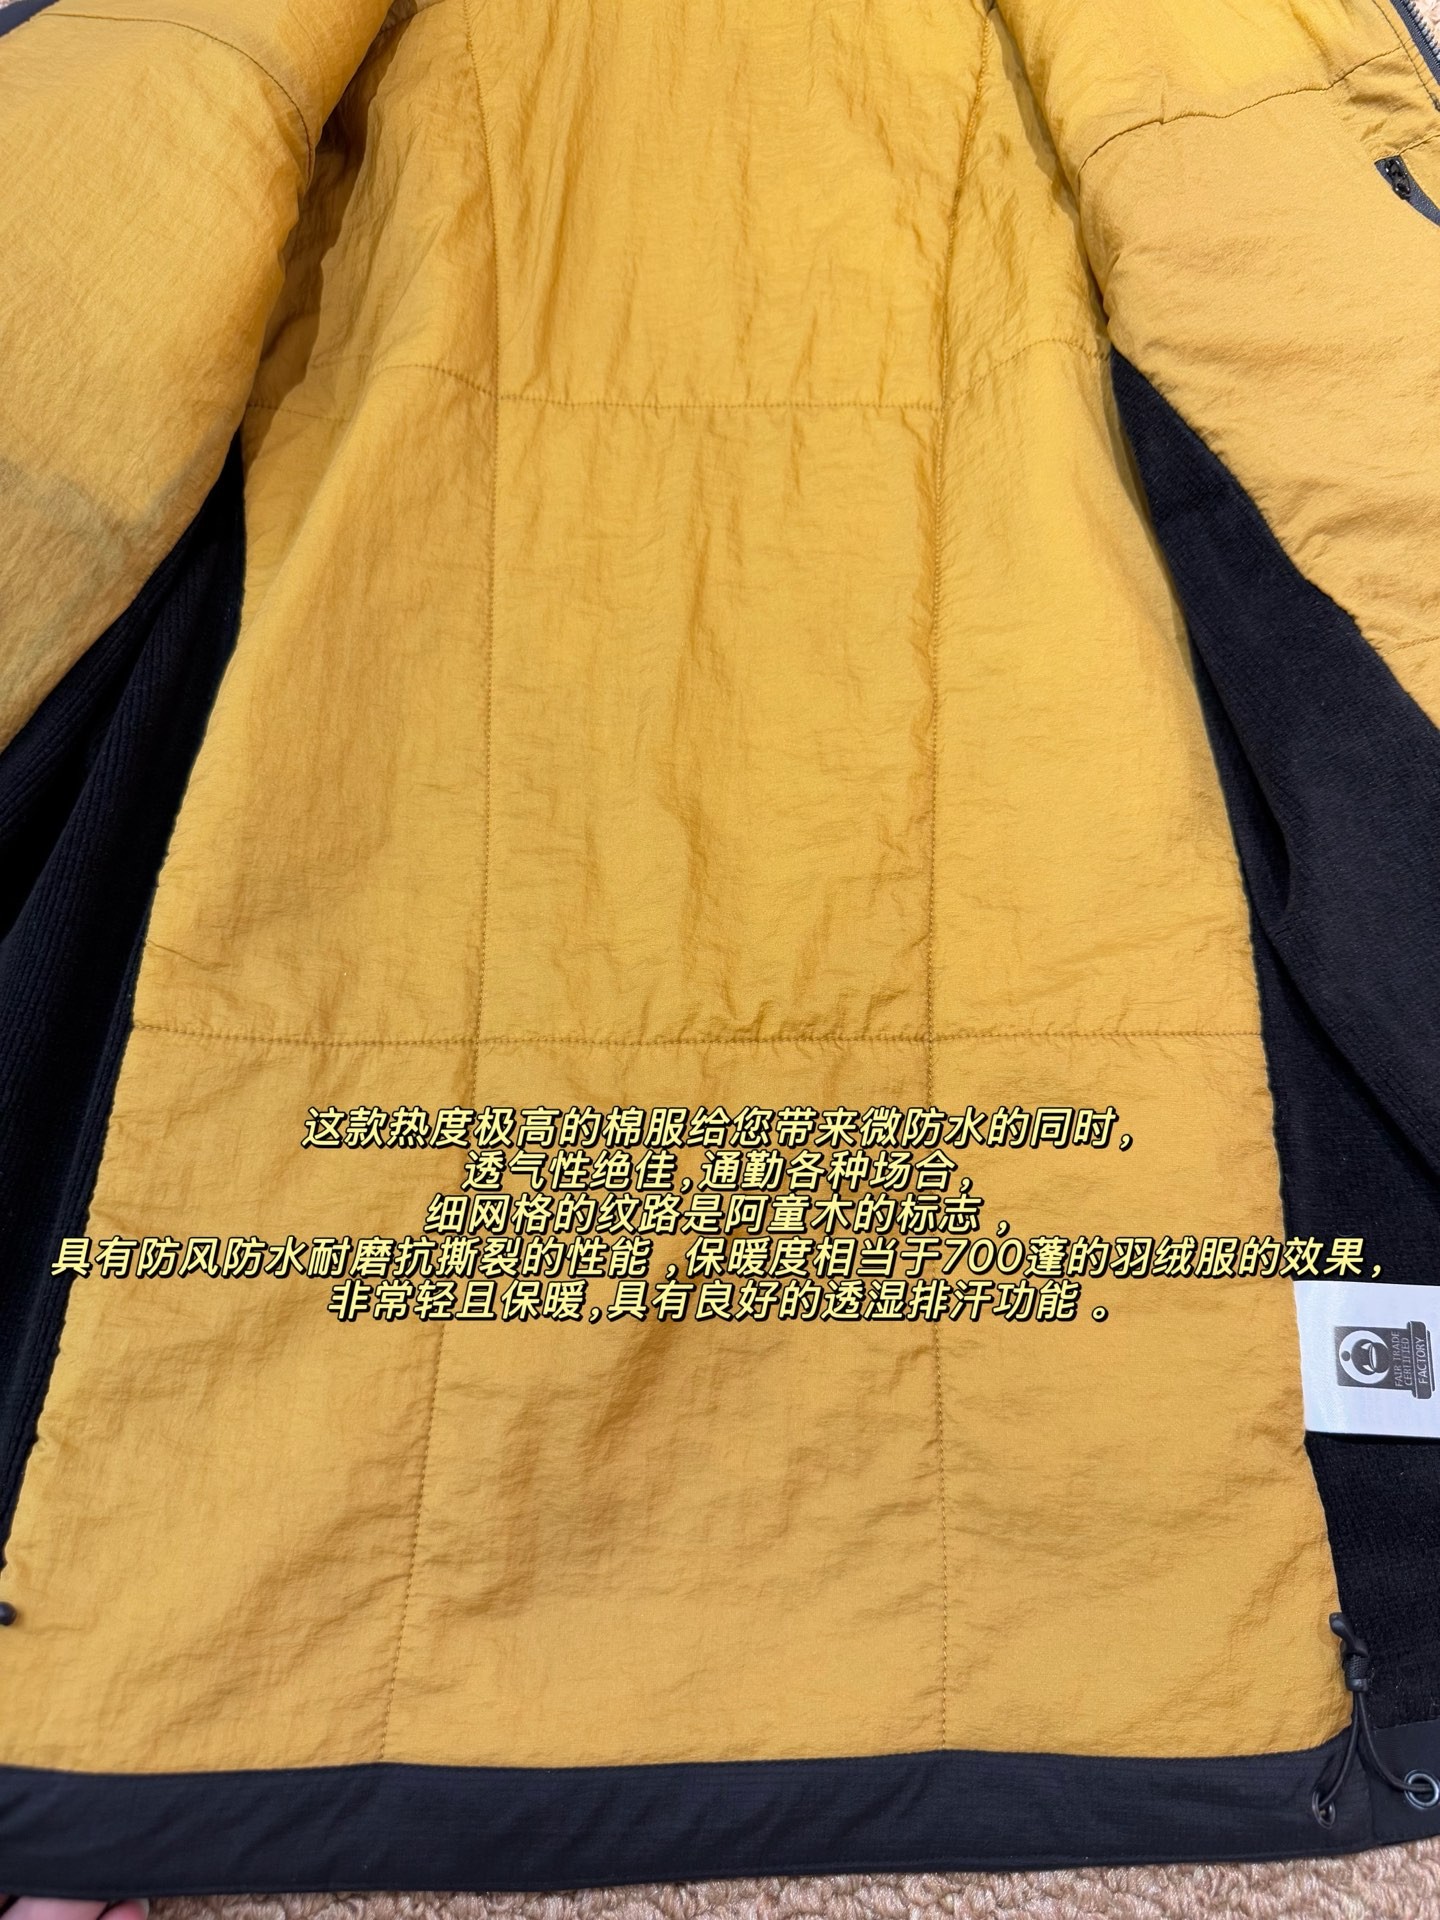 这款热度极高的棉服给您带来微防水的同时，
透气性绝佳，通勤各种场合，
细网格的纹路是阿童木的标志，
具有防风防水耐磨抗撕裂的性能，保暖度相当于700蓬的羽绒服的效果，
非常轻且保暖，具有良好的透湿排汗功能。
FAIR TRADE
CERTIFIED
FACTORY